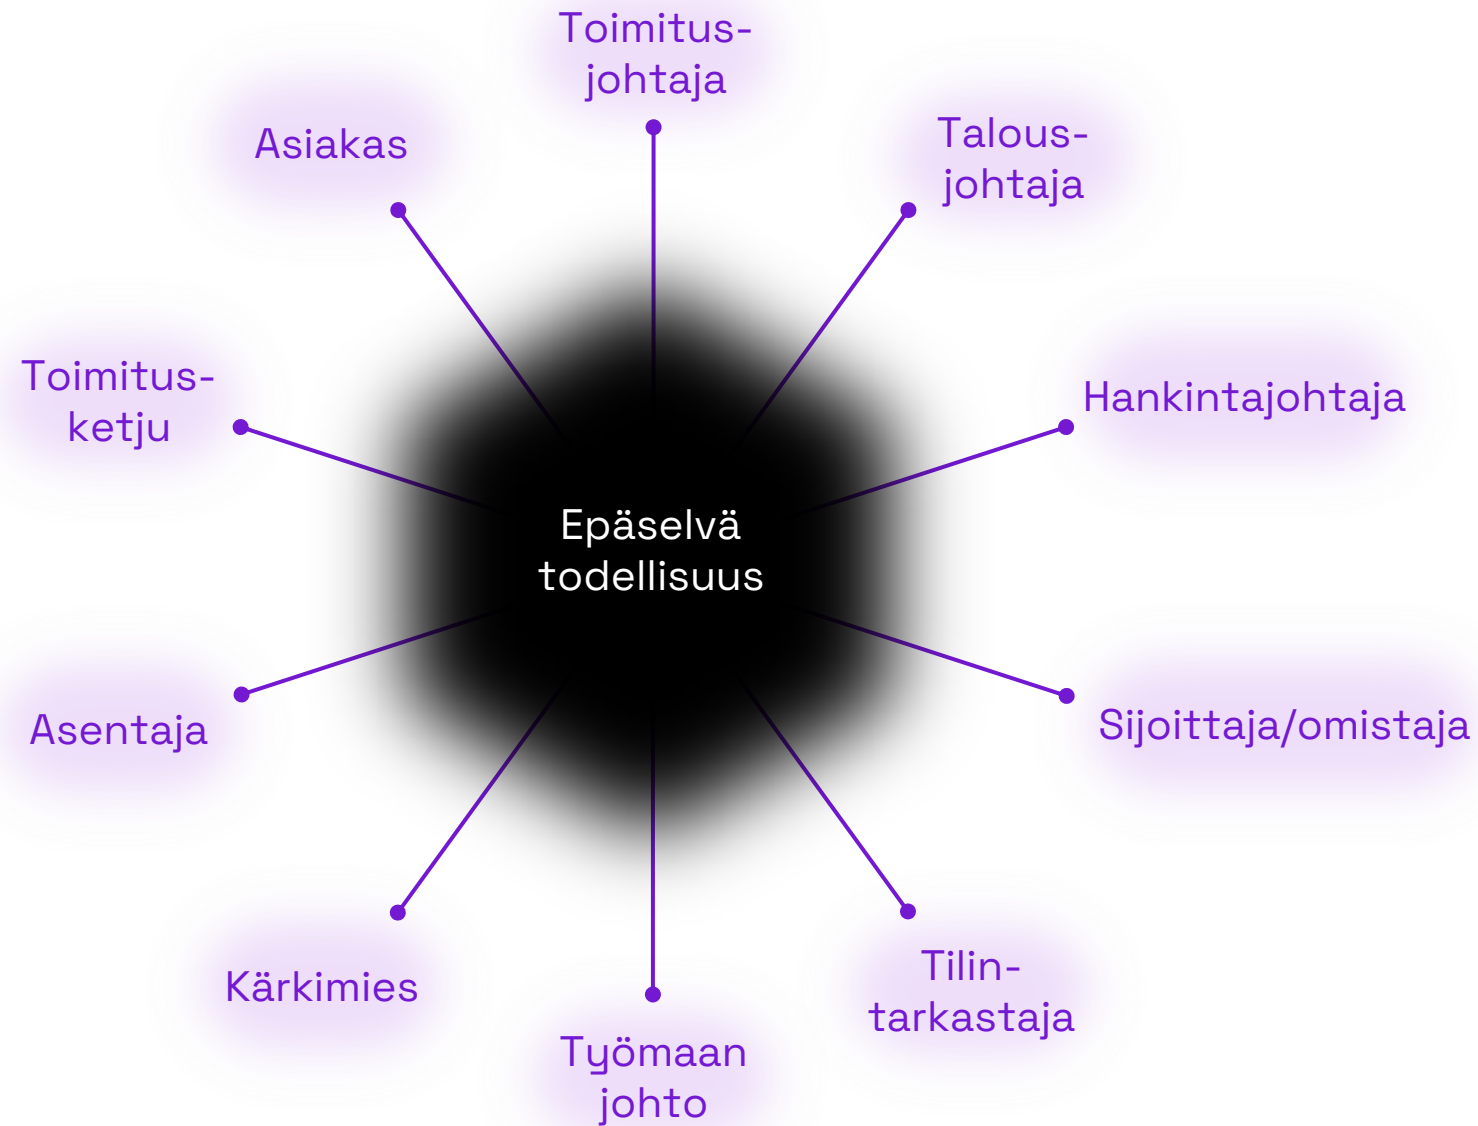 Toimitus-
johtaja
Talous-
johtaja
Asiakas
Toimitus-
ketju
Hankintajohtaja
Epäselvä
todellisuus
Asentaja
Sijoittaja/omistaja
Kärkimies
Tilin-
tarkastaja
Työmaan
johto